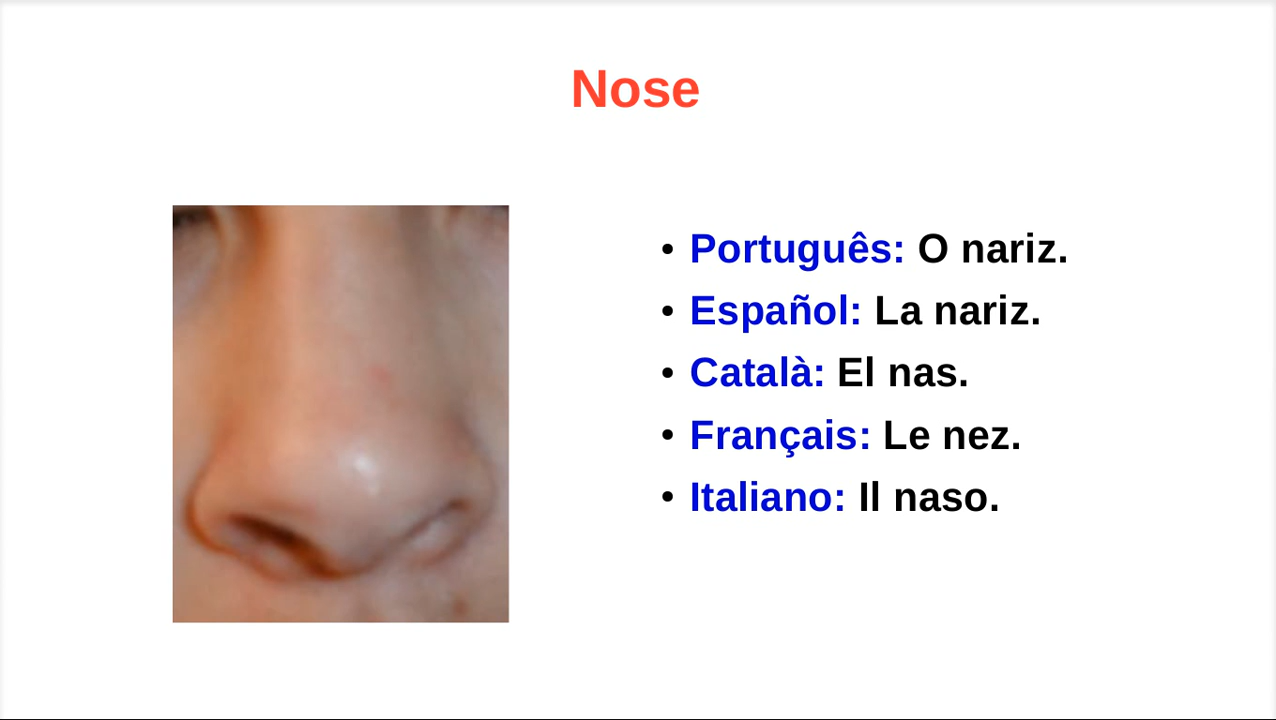 Nose
• Português: O nariz.
• Español: La nariz.
• Català: El nas.
• Français: Le nez.
• Italiano: Il naso.